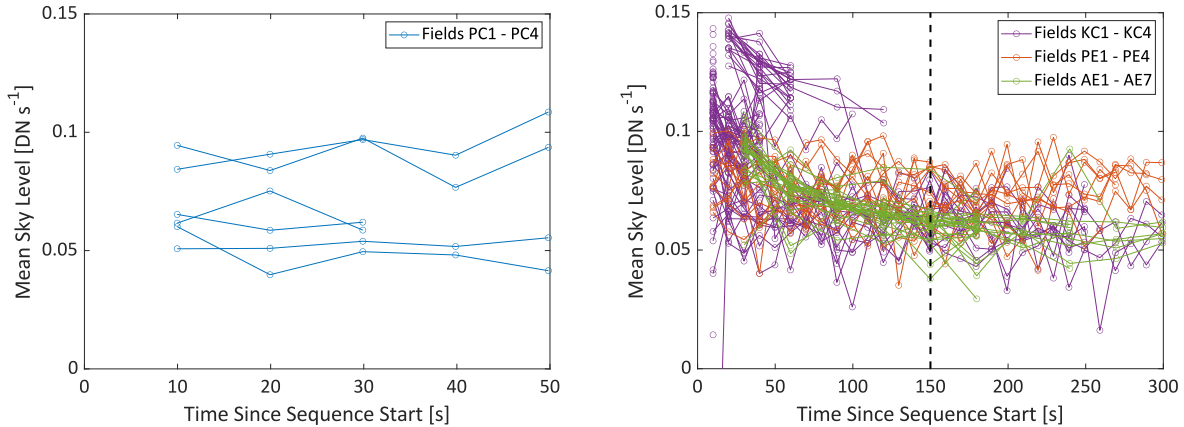 Mean Sky Level [DN s⁻¹]
0.15
0.1
0.05
0
0 10 20 30 40 50
Time Since Sequence Start [s]
Fields PC1 - PC4
Mean Sky Level [DN s⁻¹]
0.15
0.1
0.05
0
0 50 100 150 200 250 300
Time Since Sequence Start [s]
Fields KC1 - KC4
Fields PE1 - PE4
Fields AE1 - AE7